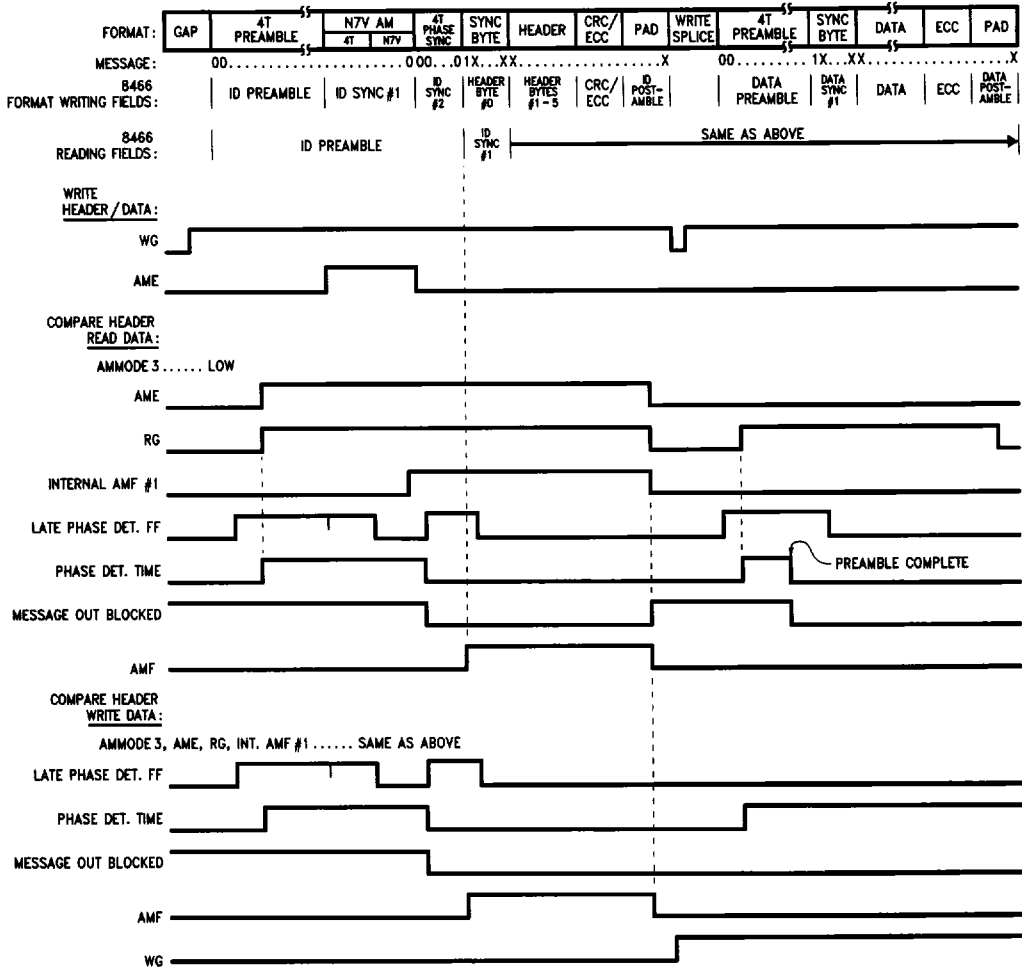 FORMAT: GAP 4T PREAMBLE N7V AM 4T N7V 4T PHASE SYNC SYNC BYTE HEADER CRC/ECC PAD WRITE SPLICE 4T PREAMBLE SYNC BYTE DATA ECC PAD
MESSAGE: 00..............................000...01X...XX............................ 00..............1X...XX..........................X
8466 FORMAT WRITING FIELDS: ID PREAMBLE ID SYNC #1 ID SYNC #2 HEADER BYTE #0 HEADER BYTES #1-5 CRC/ECC ID POST-AMBLE DATA PREAMBLE DATA SYNC #1 DATA ECC DATA POST-AMBLE
8466 READING FIELDS: ID PREAMBLE ID SYNC #1 SAME AS ABOVE
WRITE
HEADER/DATA:
WG
AME
COMPARE HEADER
READ DATA:
AMMODE 3 ...... LOW
AME
RG
INTERNAL AMF #1
LATE PHASE DET. FF
PHASE DET. TIME
PREAMBLE COMPLETE
MESSAGE OUT BLOCKED
AMF
COMPARE HEADER
WRITE DATA:
AMMODE 3, AME, RG, INT. AMF #1 ...... SAME AS ABOVE
LATE PHASE DET. FF
PHASE DET. TIME
MESSAGE OUT BLOCKED
AMF
WG